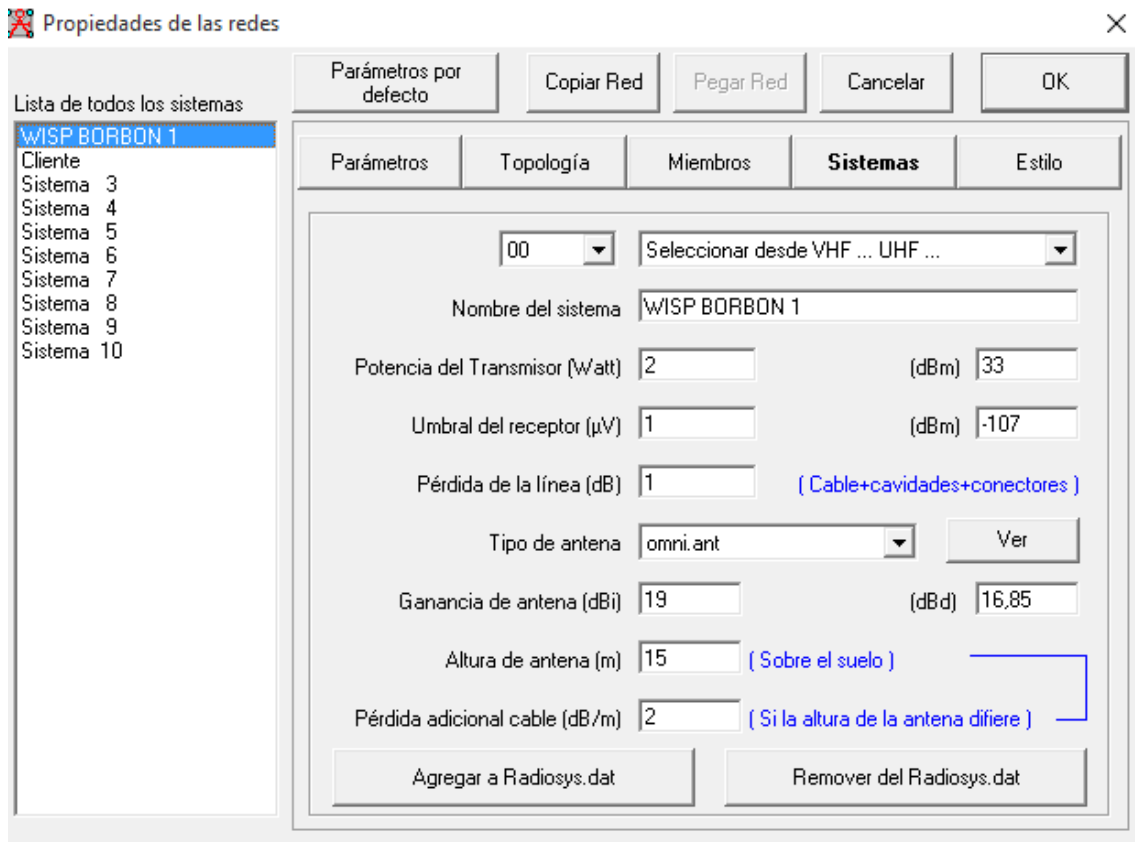 Propiedades de las redes
Lista de todos los sistemas
WISP BORBON 1
Cliente
Sistema 3
Sistema 4
Sistema 5
Sistema 6
Sistema 7
Sistema 8
Sistema 9
Sistema 10
Parámetros por
defecto
Copiar Red
Pegar Red
Cancelar
OK
Parámetros
Topología
Miembros
Sistemas
Estilo
00
Seleccionar desde VHF ... UHF ...
Nombre del sistema WISP BORBON 1
Potencia del Transmisor (Watt) 2 (dBm) 33
Umbral del receptor (µV) 1 (dBm) -107
Pérdida de la línea (dB) 1 ( Cable+cavidades+conectores )
Tipo de antena omni.ant Ver
Ganancia de antena (dBi) 19 (dBd) 16,85
Altura de antena (m) 15 ( Sobre el suelo )
Pérdida adicional cable (dB/m) 2 ( Si la altura de la antena difiere )
Agregar a Radiosys.dat
Remover del Radiosys.dat